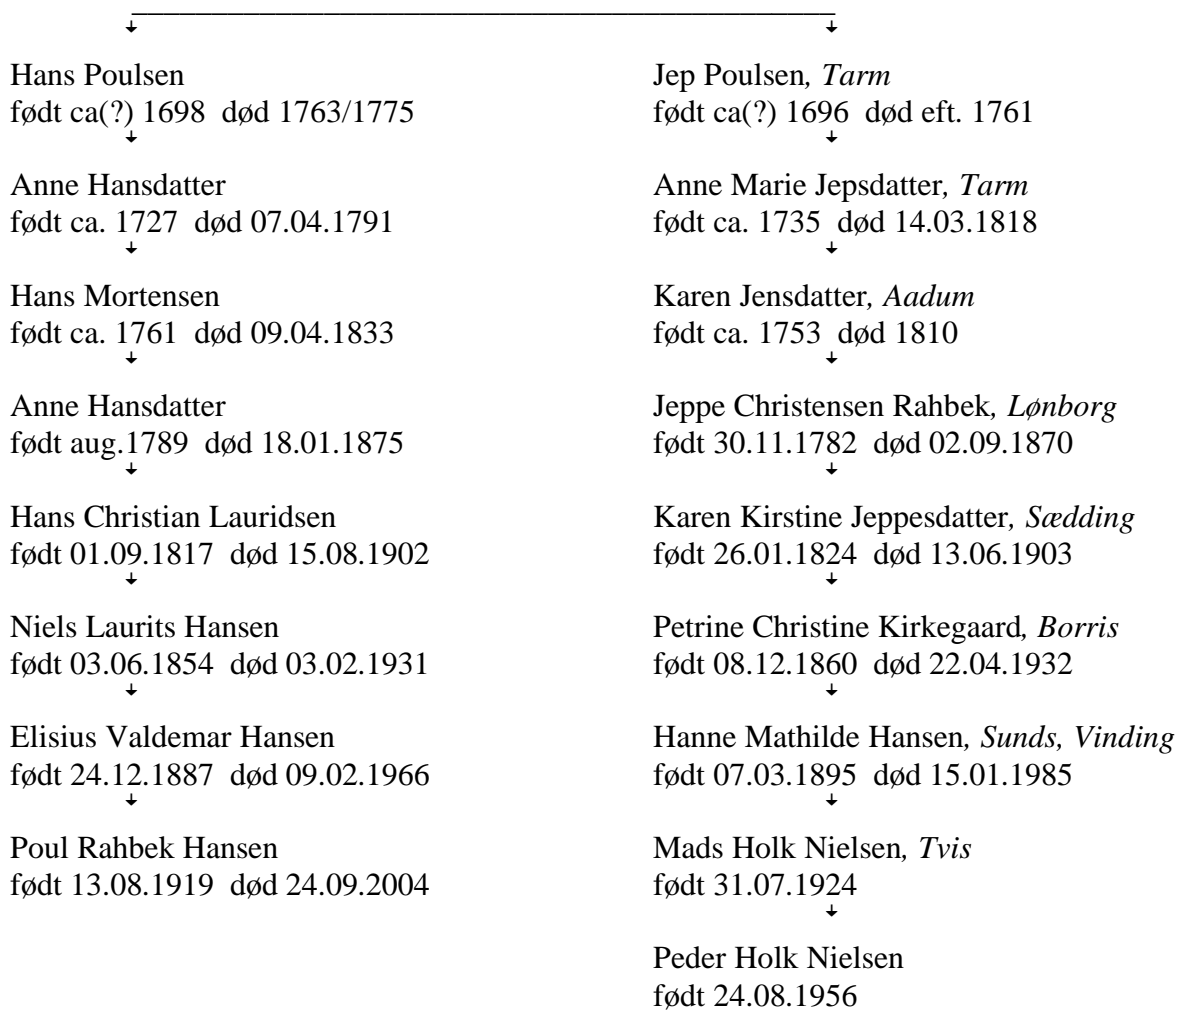 Hans Poulsen
født ca(?) 1698  død 1763/1775
Anne Hansdatter
født ca. 1727  død 07.04.1791
Hans Mortensen
født ca. 1761  død 09.04.1833
Anne Hansdatter
født aug.1789  død 18.01.1875
Hans Christian Lauridsen
født 01.09.1817  død 15.08.1902
Niels Laurits Hansen
født 03.06.1854  død 03.02.1931
Elisius Valdemar Hansen
født 24.12.1887  død 09.02.1966
Poul Rahbek Hansen
født 13.08.1919  død 24.09.2004
Jep Poulsen, Tarm
født ca(?) 1696  død eft. 1761
Anne Marie Jepsdatter, Tarm
født ca. 1735  død 14.03.1818
Karen Jensdatter, Aadum
født ca. 1753  død 1810
Jeppe Christensen Rahbek, Lønborg
født 30.11.1782  død 02.09.1870
Karen Kirstine Jeppesdatter, Sædding
født 26.01.1824  død 13.06.1903
Petrine Christine Kirkegaard, Borris
født 08.12.1860  død 22.04.1932
Hanne Mathilde Hansen, Sunds, Vinding
født 07.03.1895  død 15.01.1985
Mads Holk Nielsen, Tvis
født 31.07.1924
Peder Holk Nielsen
født 24.08.1956